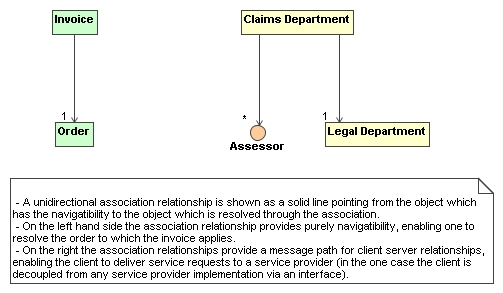 Invoice
Claims Department
1
*
1
Order
Assessor
Legal Department
- A unidirectional association relationship is shown as a solid line pointing from the object which
has the navigatibility to the object which is resolved through the association.
- On the left hand side the association relationship provides purely navigatibility, enabling one to
resolve the order to which the invoice applies.
- On the right the association relationships provide a message path for client server relationships,
enabling the client to deliver service requests to a service provider (in the one case the client is
decoupled from any service provider implementation via an interface).